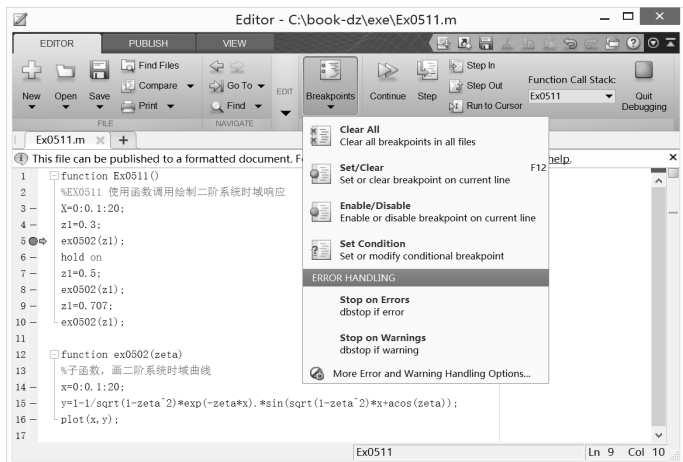 Editor - C:\book-dz\exe\Ex0511.m
EDITOR PUBLISH VIEW
New Open Save Find Files Compare Print
FILE
Go To Find
NAVIGATE
EDIT
Breakpoints Continue Step Step In Step Out Run to Cursor
Function Call Stack:
Ex0511
Quit Debugging
Ex0511.m
This file can be published to a formatted document. F
help.
Clear All
Clear all breakpoints in all files
Set/Clear F12
Set or clear breakpoint on current line
Enable/Disable
Enable or disable breakpoint on current line
Set Condition
Set or modify conditional breakpoint
ERROR HANDLING
Stop on Errors
dbstop if error
Stop on Warnings
dbstop if warning
More Error and Warning Handling Options...
1 function Ex0511()
2 %EX0511 使用函数调用绘制二阶系统时域响应
3 — X=0:0.1:20;
4 — z1=0.3;
5 ex0502(z1);
6 — hold on
7 — z1=0.5;
8 — ex0502(z1);
9 — z1=0.707;
10 — ex0502(z1);
11
12 function ex0502(zeta)
13 %子函数，画二阶系统时域曲线
14 — x=0:0.1:20;
15 — y=1-1/sqrt(1-zeta^2)*exp(-zeta*x).*sin(sqrt(1-zeta^2)*x+acos(zeta));
16 — plot(x,y);
17
Ex0511 Ln 9 Col 10